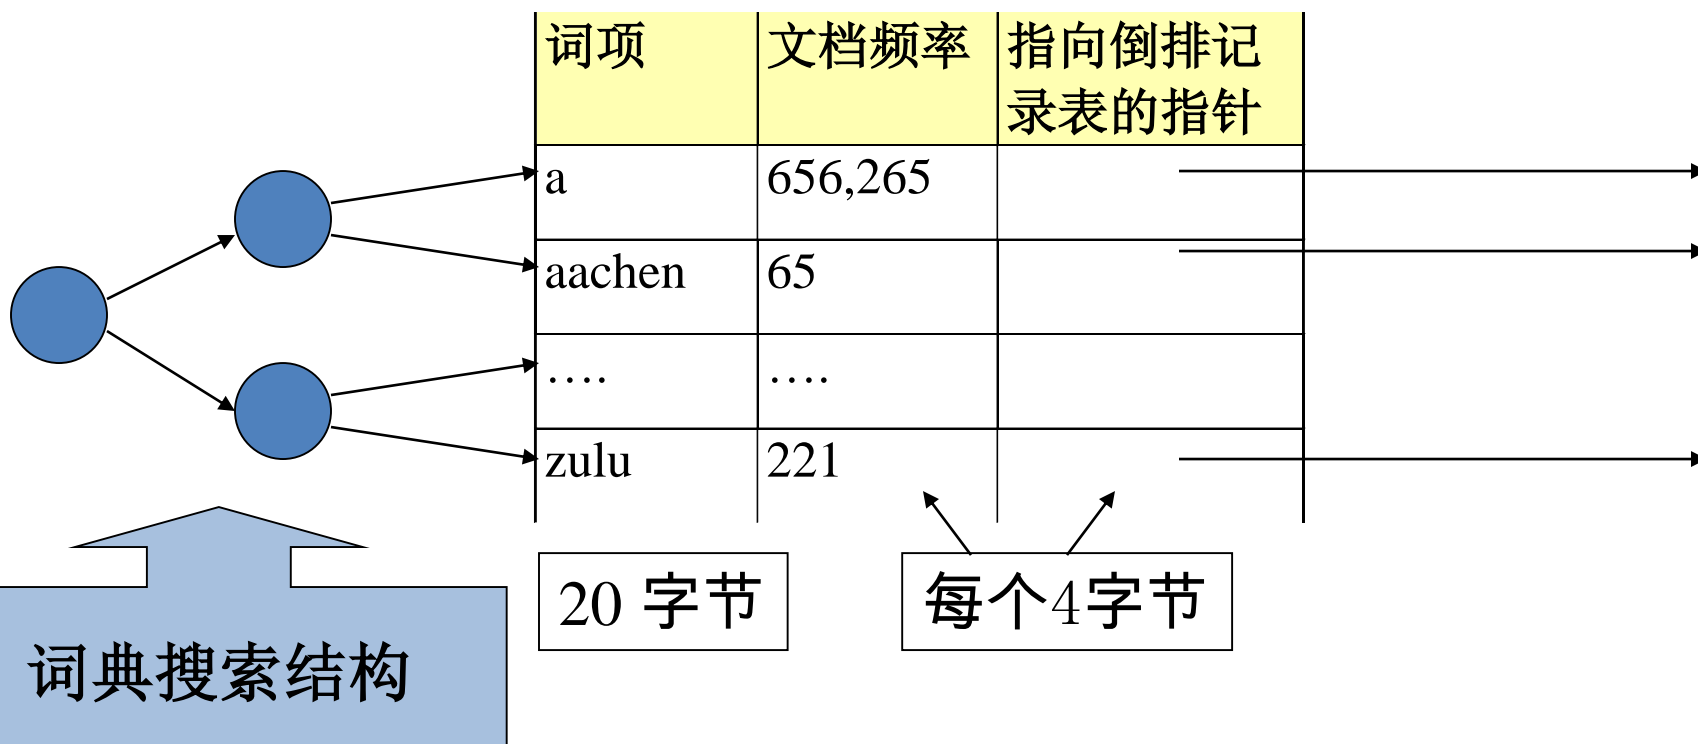 词项 文档频率 指向倒排记
录表的指针
a 656,265
aachen 65
…. ….
zulu 221
20 字节 每个4字节
词典搜索结构